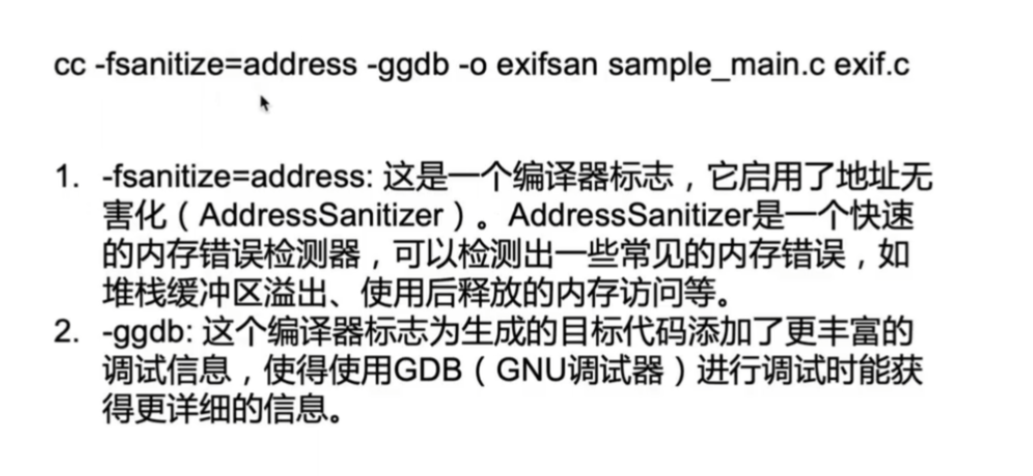 cc -fsanitize=address -ggdb -o exifsan sample_main.c exif.c
1. -fsanitize=address: 这是一个编译器标志，它启用了地址无
害化（AddressSanitizer）。AddressSanitizer是一个快速
的内存错误检测器，可以检测出一些常见的内存错误，如
堆栈缓冲区溢出、使用后释放的内存访问等。
2. -ggdb: 这个编译器标志为生成的目标代码添加了更丰富的
调试信息，使得使用GDB（GNU调试器）进行调试时能获
得更详细的信息。